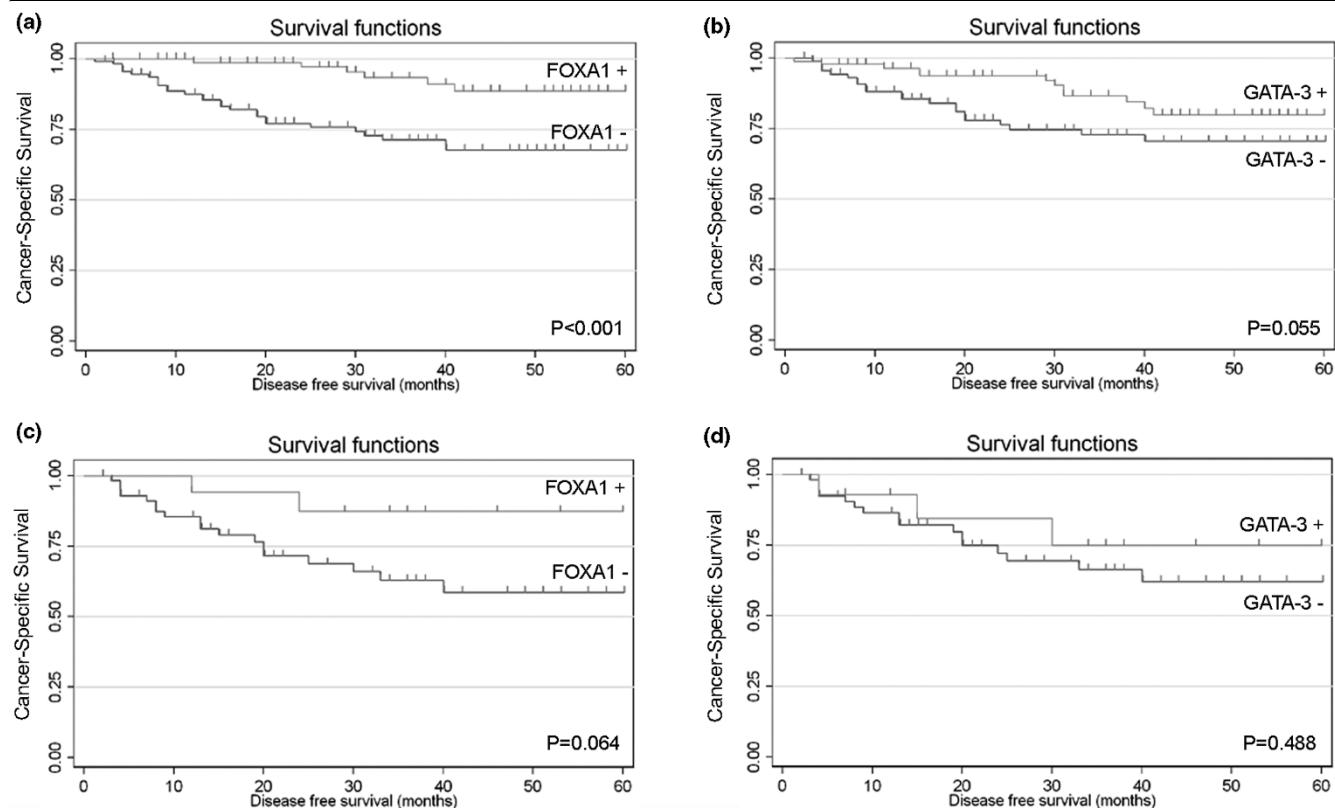 (a)
Survival functions
1.00
0.75
0.50
0.25
0.00
Cancer-Specific Survival
FOXA1 +
FOXA1 -
P<0.001
0 10 20 30 40 50 60
Disease free survival (months)
(b)
Survival functions
1.00
0.75
0.50
0.25
0.00
Cancer-Specific Survival
GATA-3 +
GATA-3 -
P=0.055
0 10 20 30 40 50 60
Disease free survival (months)
(c)
Survival functions
1.00
0.75
0.50
0.25
0.00
Cancer-Specific Survival
FOXA1 +
FOXA1 -
P=0.064
0 10 20 30 40 50 60
Disease free survival (months)
(d)
Survival functions
1.00
0.75
0.50
0.25
0.00
Cancer-Specific Survival
GATA-3 +
GATA-3 -
P=0.488
0 10 20 30 40 50 60
Disease free survival (months)